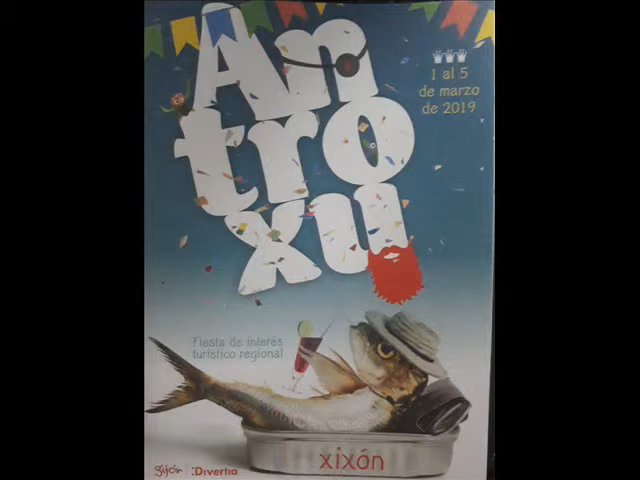 An
tro
xu
1 al 5
de marzo
de 2019
Fiesta de interés
turístico regional
xixón
gijón
:Divertia